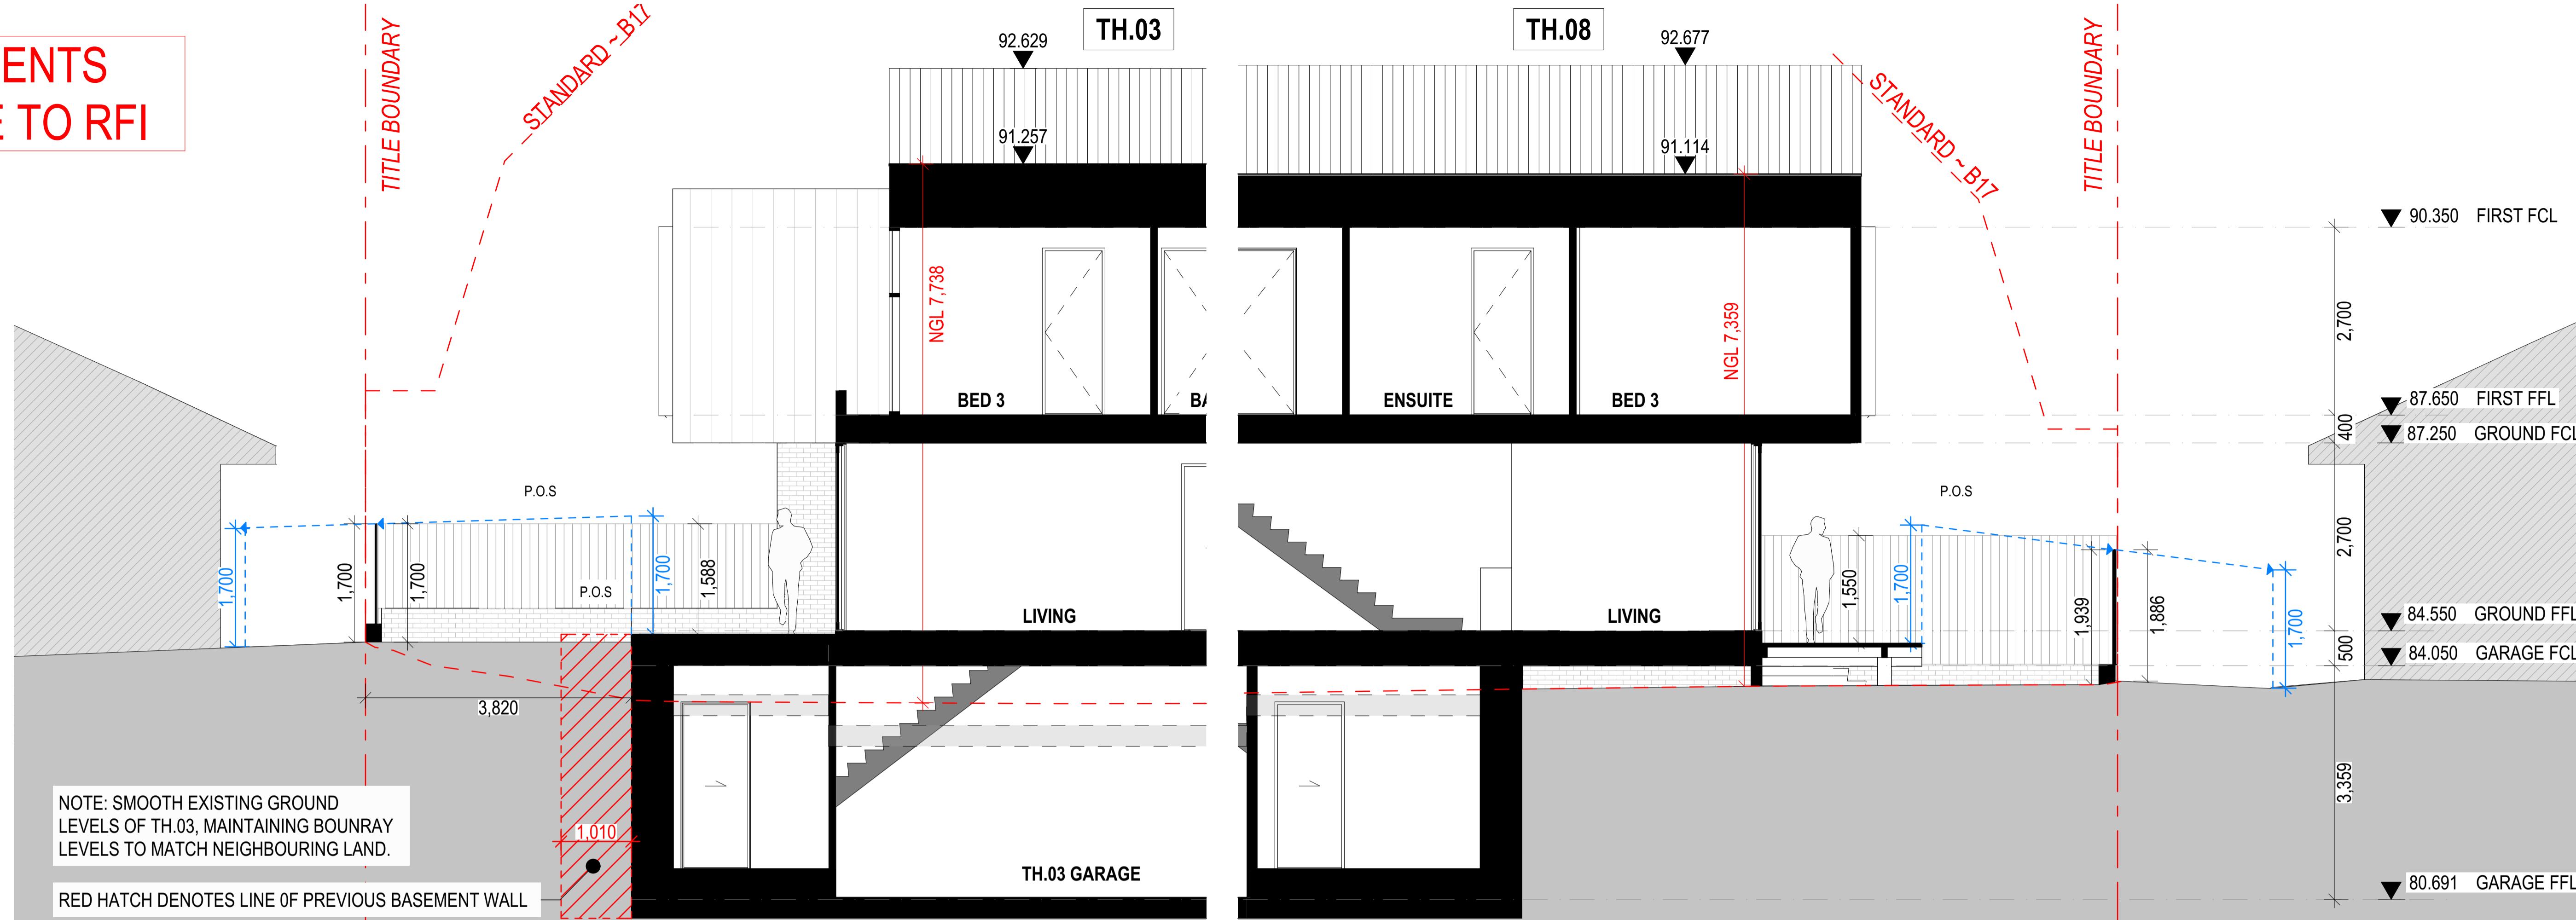 ENTS
E TO RFI
TITLE BOUNDARY
STANDARD ~ B17
92.629
TH.03
91.257
NGL 7,738
BED 3
BA
P.O.S
1,700
1,700
1,700
P.O.S
1,700
1,588
LIVING
3,820
1,010
TH.03 GARAGE
NOTE: SMOOTH EXISTING GROUND
LEVELS OF TH.03, MAINTAINING BOUNRAY
LEVELS TO MATCH NEIGHBOURING LAND.
RED HATCH DENOTES LINE 0F PREVIOUS BASEMENT WALL
TH.08
92.677
91.114
STANDARD ~ B17
TITLE BOUNDARY
NGL 7,359
ENSUITE
BED 3
P.O.S
LIVING
1,550
1,700
1,939
1,886
1,700
90.350 FIRST FCL
2,700
87.650 FIRST FFL
400
87.250 GROUND FCL
2,700
84.550 GROUND FFL
500
84.050 GARAGE FCL
3,359
80.691 GARAGE FFL